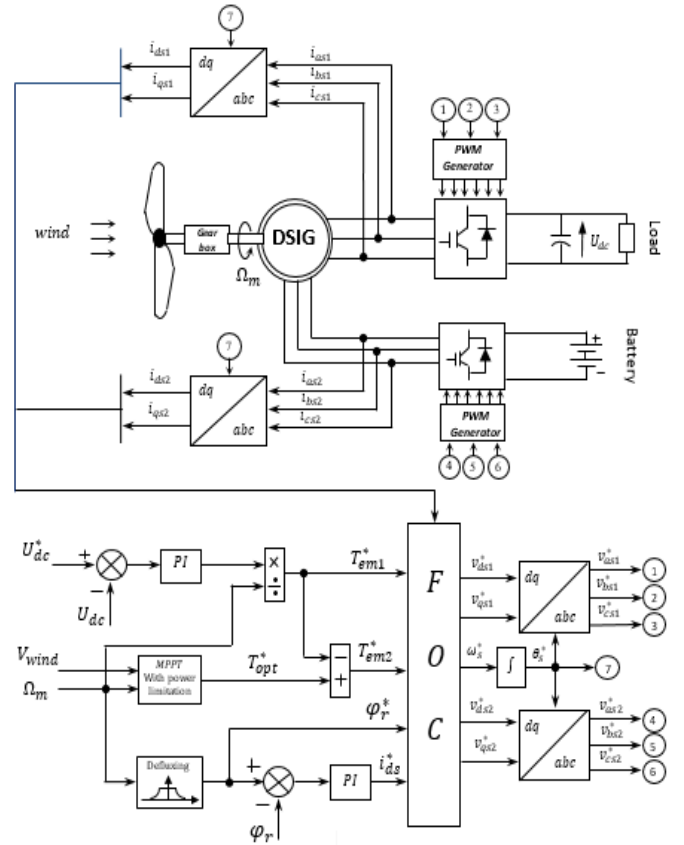 7
i_ds1
dq
i_as1
i_qs1
i_bs1
abc
i_cs1
1
2
3
PWM
Generator
wind
Gear
box
DSIG
Ω_m
U_dc
Load
7
i_ds2
dq
i_as2
i_qs2
i_bs2
abc
i_cs2
+
-
Battery
PWM
Generator
4
5
6
U*_dc
+
−
U_dc
PI
×
÷
T*_em1
V_wind
Ω_m
MPPT
With power
limitation
T*_opt
−
+
T*_em2
φ*_r
Defluxing
+
−
φ_r
PI
i*_ds
F
O
C
v*_ds1
v*_qs1
dq
abc
v*_as1
v*_bs1
v*_cs1
1
2
3
ω*_s
∫
θ*_s
7
v*_ds2
v*_qs2
dq
abc
v*_as2
v*_bs2
v*_cs2
4
5
6